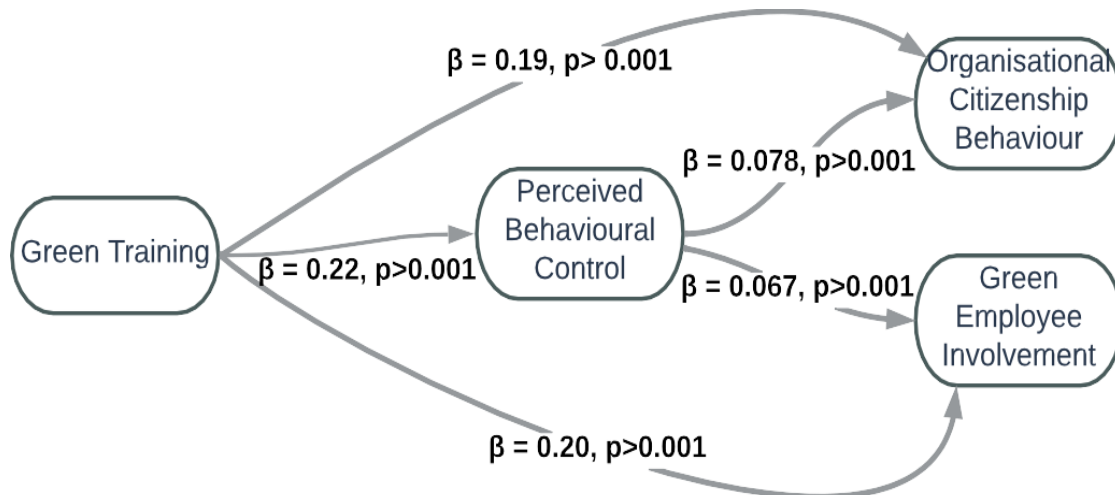 β = 0.19, p> 0.001
Organisational
Citizenship
Behaviour
β = 0.078, p>0.001
Perceived
Behavioural
Control
Green Training
β = 0.22, p>0.001
β = 0.067, p>0.001
Green
Employee
Involvement
β = 0.20, p>0.001